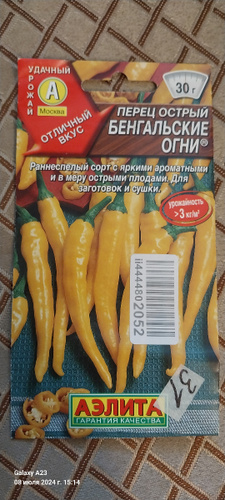 УДАЧНЫЙ
УРОЖАЙ
А
Москва
ОТЛИЧНЫЙ
ВКУС
30 г
ПЕРЕЦ ОСТРЫЙ
БЕНГАЛЬСКИЕ
ОГНИ®
Раннеспелый сорт с яркими ароматными
и в меру острыми плодами. Для
заготовок и сушки.
урожайность
> 3 кг/м²
052
АЭЛИТА
ГАРАНТИЯ КАЧЕСТВА
Galaxy A23
08 июля 2024 г. 15:14